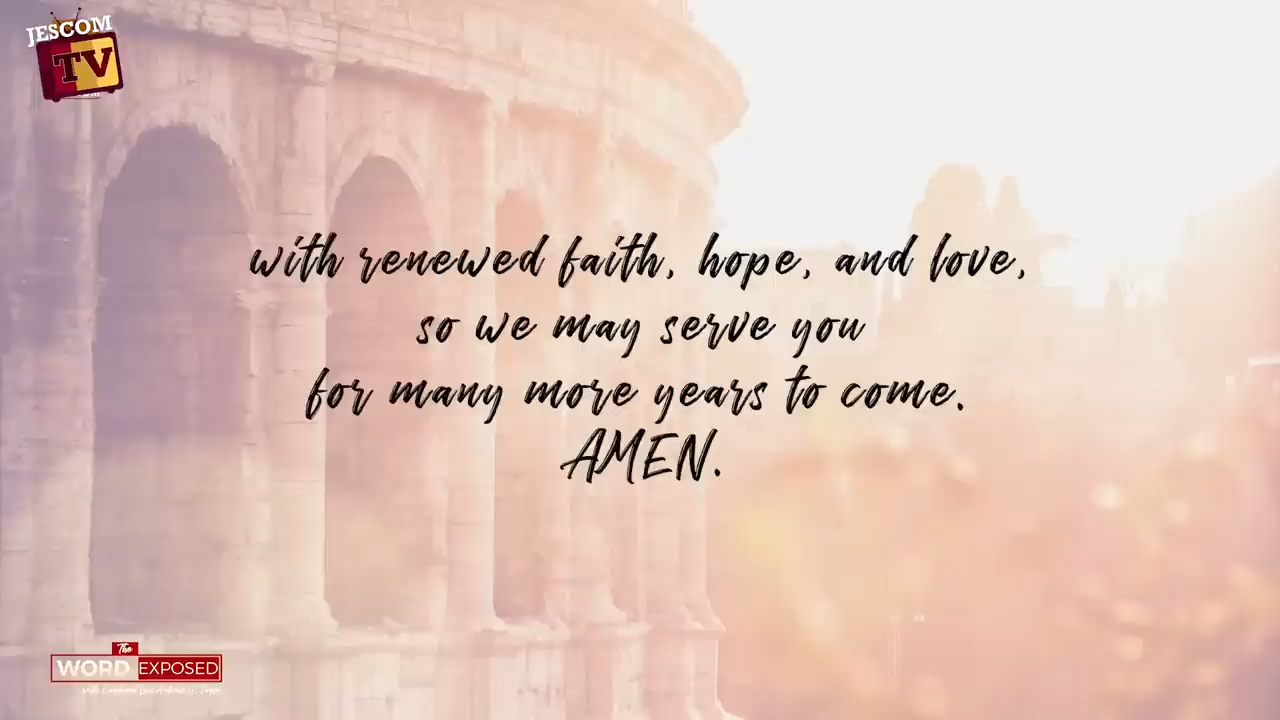 JESCOM
TV
with renewed faith, hope, and love,
so we may serve you
for many more years to come.
AMEN.
The
WORD EXPOSED